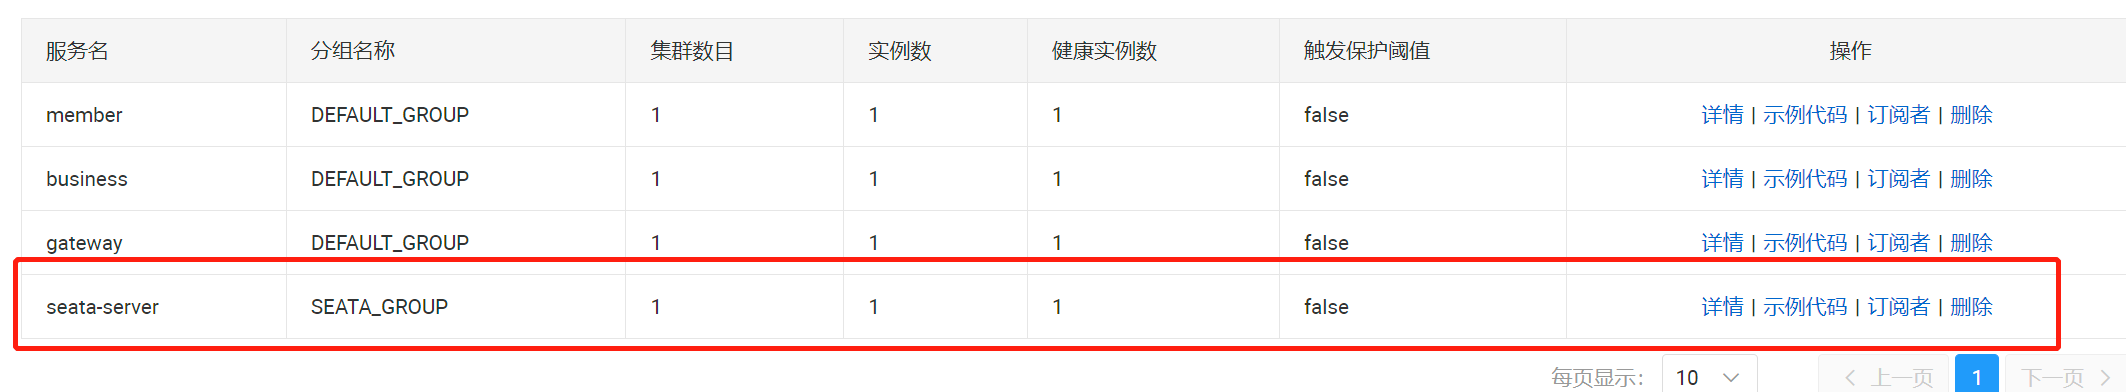 服务名 分组名称 集群数目 实例数 健康实例数 触发保护阈值 操作
member DEFAULT_GROUP 1 1 1 false 详情 | 示例代码 | 订阅者 | 删除
business DEFAULT_GROUP 1 1 1 false 详情 | 示例代码 | 订阅者 | 删除
gateway DEFAULT_GROUP 1 1 1 false 详情 | 示例代码 | 订阅者 | 删除
seata-server SEATA_GROUP 1 1 1 false 详情 | 示例代码 | 订阅者 | 删除
每页显示: 10 上一页 1 下一页